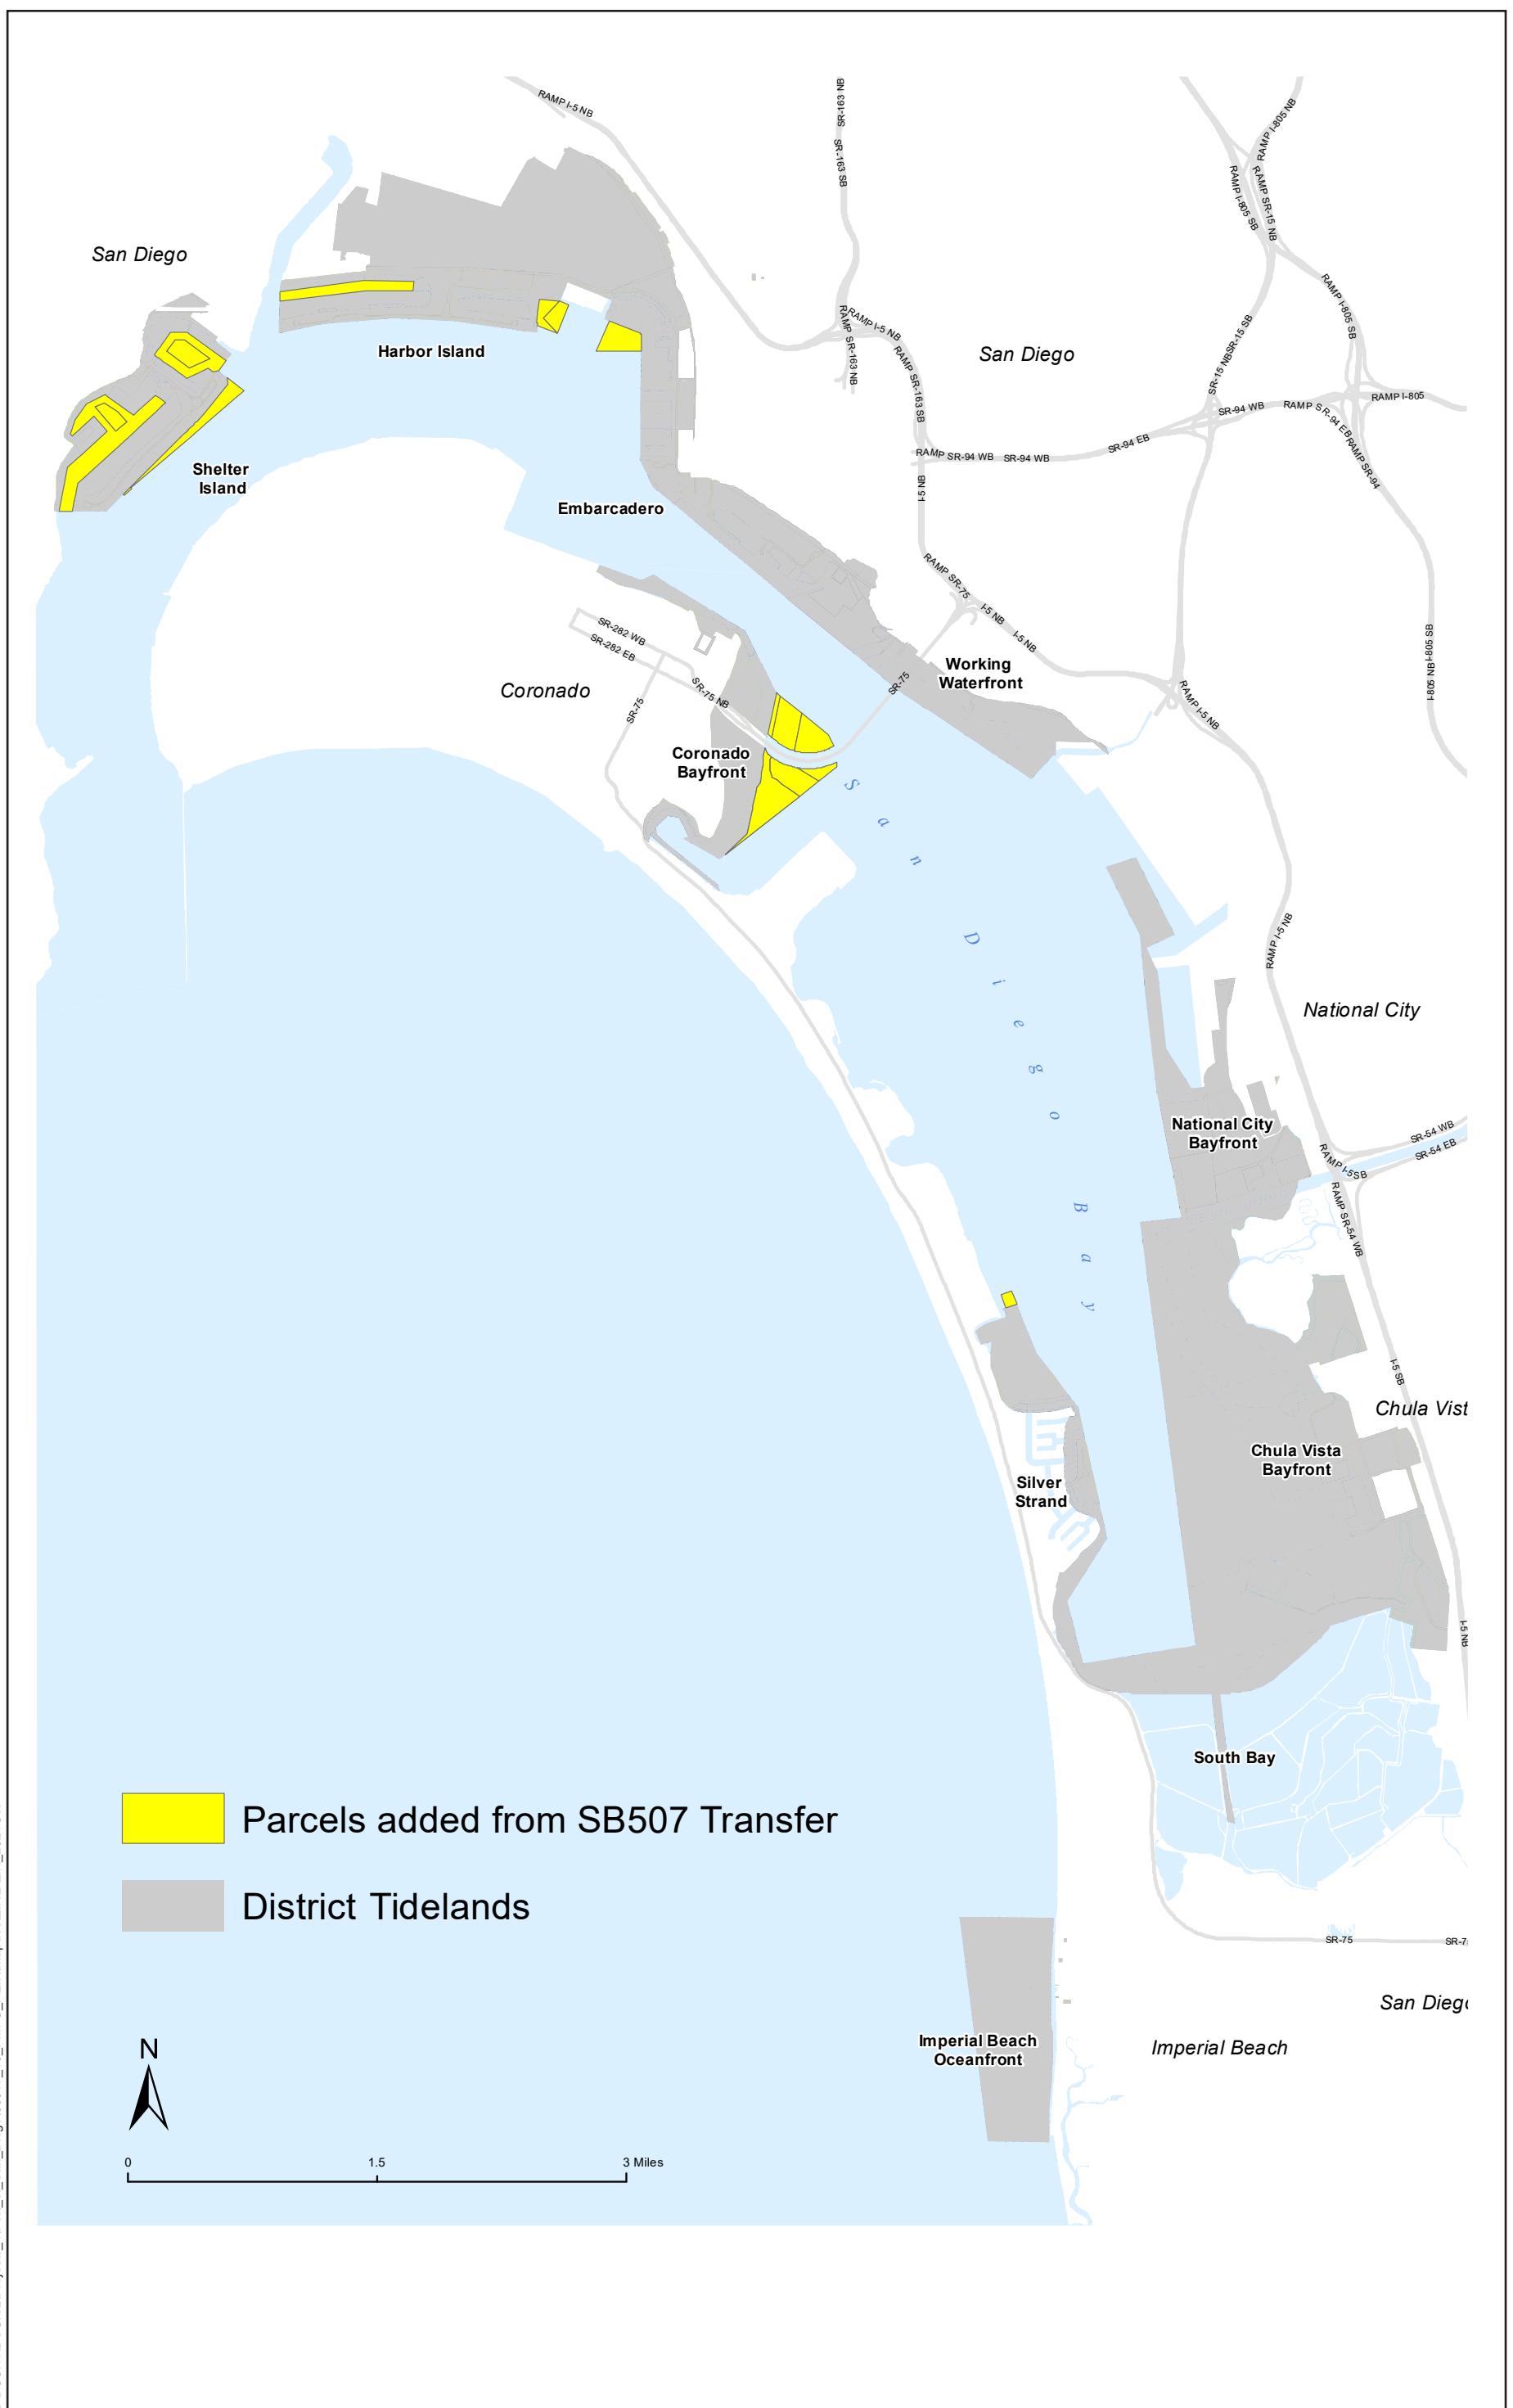 RAMP I-5 NB
SR-163 NB
SR-163 SB
RAMP I-805 NB
RAMP I-805 SB
RAMP SR-15 NB
San Diego
RAMP I-805 SB
RAMP I-5 NB
RAMP SR-163 NB
SR-15 SB
SR-15 NB
Harbor Island
San Diego
RAMP SR-163 SB
RAMP I-805
SR-94 WB
RAMP SR-94 EB
SR-94 EB
RAMP SR-94 WB
SR-94 WB
RAMP SR-94
Shelter
Island
I-5 NB
Embarcadero
RAMP SR-75
I-5 NB
I-5 NB
SR-282 WB
SR-282 EB
I-805 SB
I-805 NB
Working
Waterfront
SR-75
Coronado
SR-75 NB
SR-75
RAMP I-5 NB
Coronado
Bayfront
San Diego Bay
RAMP I-5 NB
National City
National City
Bayfront
SR-54 WB
SR-54 EB
RAMP I-5 SB
RAMP SR-54 WB
I-5 SB
Chula Vist
Chula Vista
Bayfront
Silver
Strand
I-5 NB
South Bay
Parcels added from SB507 Transfer
District Tidelands
SR-75
SR-7
San Dieg
Imperial Beach
Oceanfront
Imperial Beach
N
0
1.5
3 Miles